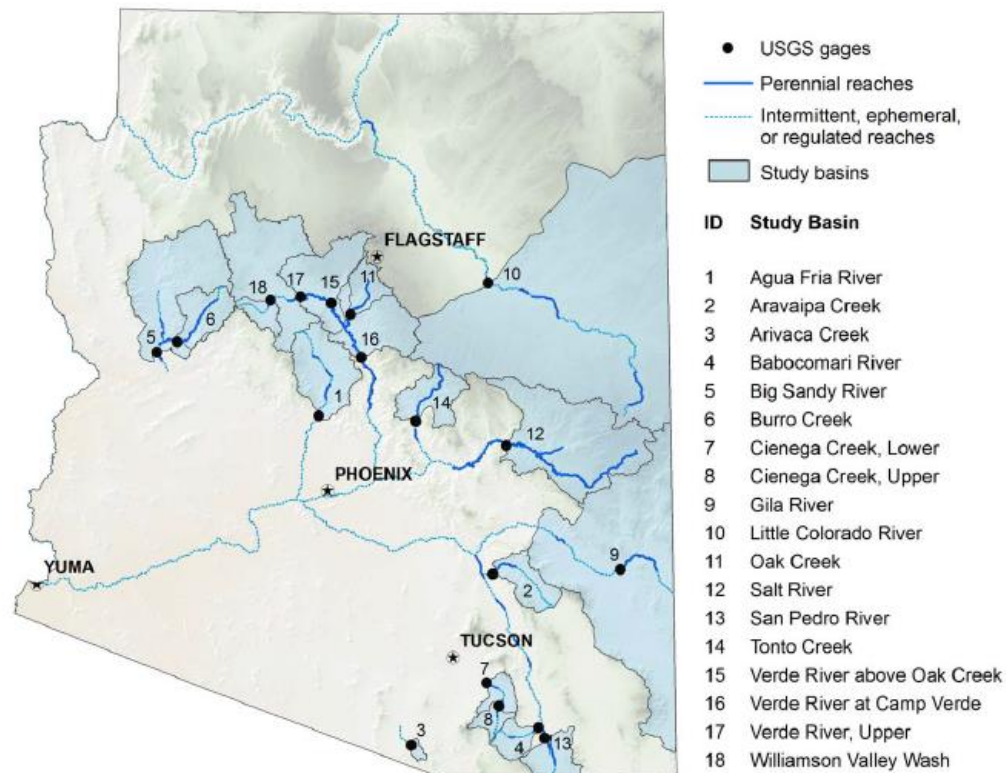 USGS gages
Perennial reaches
Intermittent, ephemeral,
or regulated reaches
Study basins
ID Study Basin
1 Agua Fria River
2 Aravaipa Creek
3 Arivaca Creek
4 Babocomari River
5 Big Sandy River
6 Burro Creek
7 Cienega Creek, Lower
8 Cienega Creek, Upper
9 Gila River
10 Little Colorado River
11 Oak Creek
12 Salt River
13 San Pedro River
14 Tonto Creek
15 Verde River above Oak Creek
16 Verde River at Camp Verde
17 Verde River, Upper
18 Williamson Valley Wash
FLAGSTAFF
11
10
17
15
18
6
5
16
1
14
12
PHOENIX
YUMA
9
2
TUCSON
7
8
3
4
13